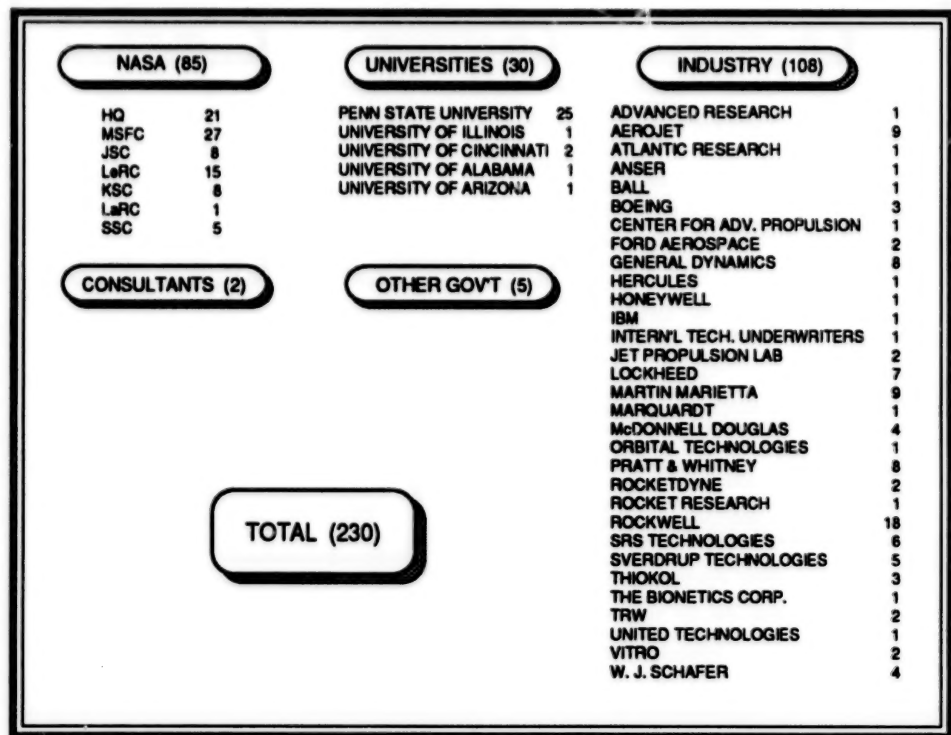 NASA (85)
HQ 21
MSFC 27
JSC 8
LeRC 15
KSC 8
LaRC 1
SSC 5
UNIVERSITIES (30)
PENN STATE UNIVERSITY 25
UNIVERSITY OF ILLINOIS 1
UNIVERSITY OF CINCINNATI 2
UNIVERSITY OF ALABAMA 1
UNIVERSITY OF ARIZONA 1
CONSULTANTS (2)
OTHER GOV'T (5)
TOTAL (230)
INDUSTRY (108)
ADVANCED RESEARCH 1
AEROJET 9
ATLANTIC RESEARCH 1
ANSER 1
BALL 1
BOEING 3
CENTER FOR ADV. PROPULSION 1
FORD AEROSPACE 2
GENERAL DYNAMICS 8
HERCULES 1
HONEYWELL 1
IBM 1
INTERN'L TECH. UNDERWRITERS 1
JET PROPULSION LAB 2
LOCKHEED 7
MARTIN MARIETTA 9
MARQUARDT 1
McDONNELL DOUGLAS 4
ORBITAL TECHNOLOGIES 1
PRATT & WHITNEY 8
ROCKETDYNE 2
ROCKET RESEARCH 1
ROCKWELL 18
SRS TECHNOLOGIES 6
SVERDRUP TECHNOLOGIES 5
THIOKOL 3
THE BIONETICS CORP. 1
TRW 2
UNITED TECHNOLOGIES 1
VITRO 2
W. J. SCHAFER 4